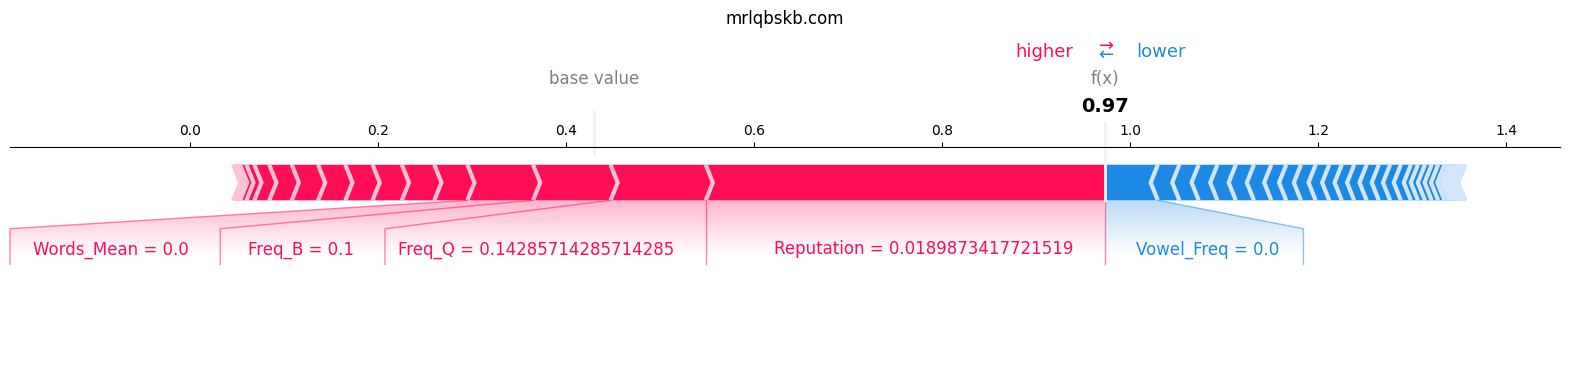 mrlqbskb.com
higher ⇄ lower
base value f(x)
0.97
0.0 0.2 0.4 0.6 0.8 1.0 1.2 1.4
Words_Mean = 0.0 Freq_B = 0.1 Freq_Q = 0.14285714285714285 Reputation = 0.0189873417721519 Vowel_Freq = 0.0